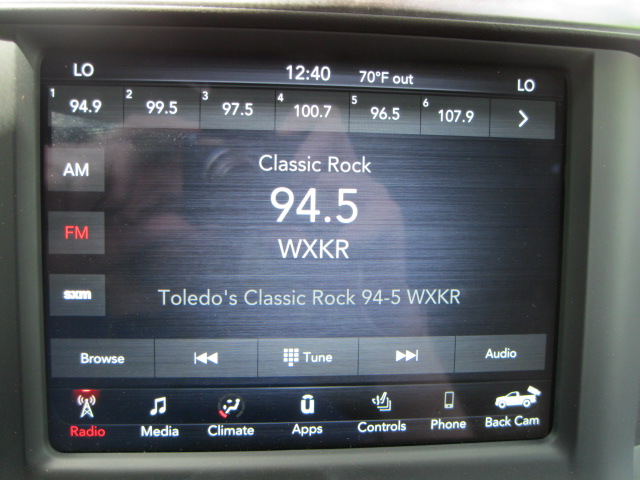 LO 12:40 70°F out LO
1 94.9 2 99.5 3 97.5 4 100.7 5 96.5 6 107.9
AM
Classic Rock
94.5
FM
WXKR
sxm
Toledo's Classic Rock 94-5 WXKR
Browse Tune Audio
Radio Media Climate Apps Controls Phone Back Cam